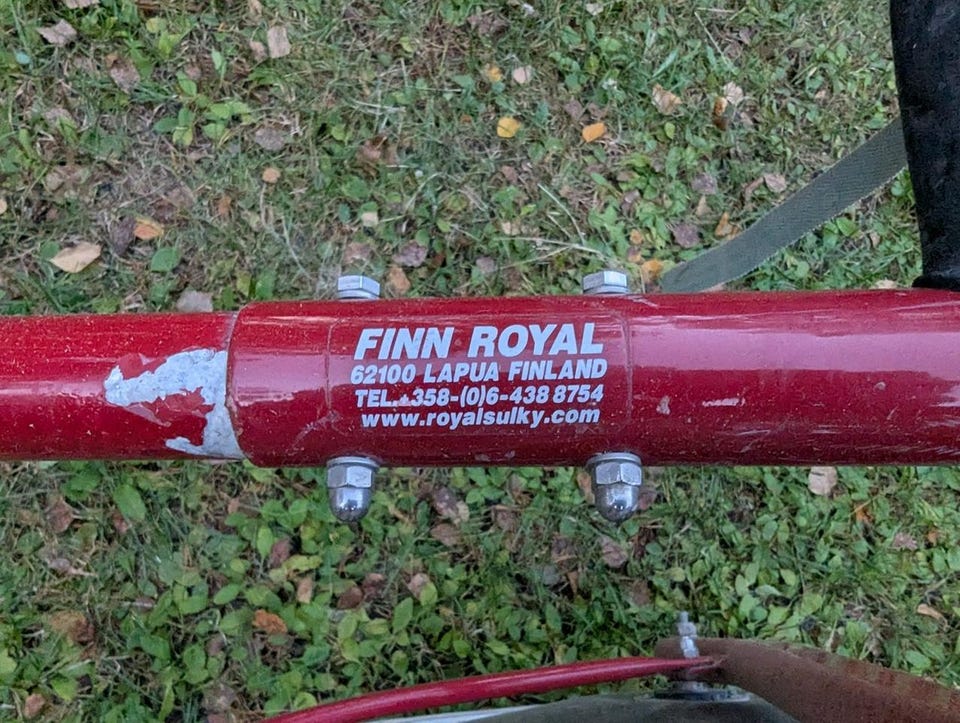 FINN ROYAL
62100 LAPUA FINLAND
TEL.+358-(0)6-438 8754
www.royalsulky.com